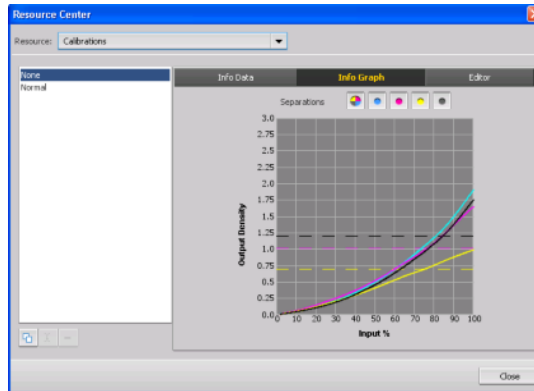 Resource Center
Resource: Calibrations
None
Normal
Info Data Info Graph Editor
Separations
3.0
2.5
2.25
2.0
1.75
1.5
1.25
1.0
0.75
0.5
0.25
0.0
Output Density
0 10 20 30 40 50 60 70 80 90 100
Input %
Close